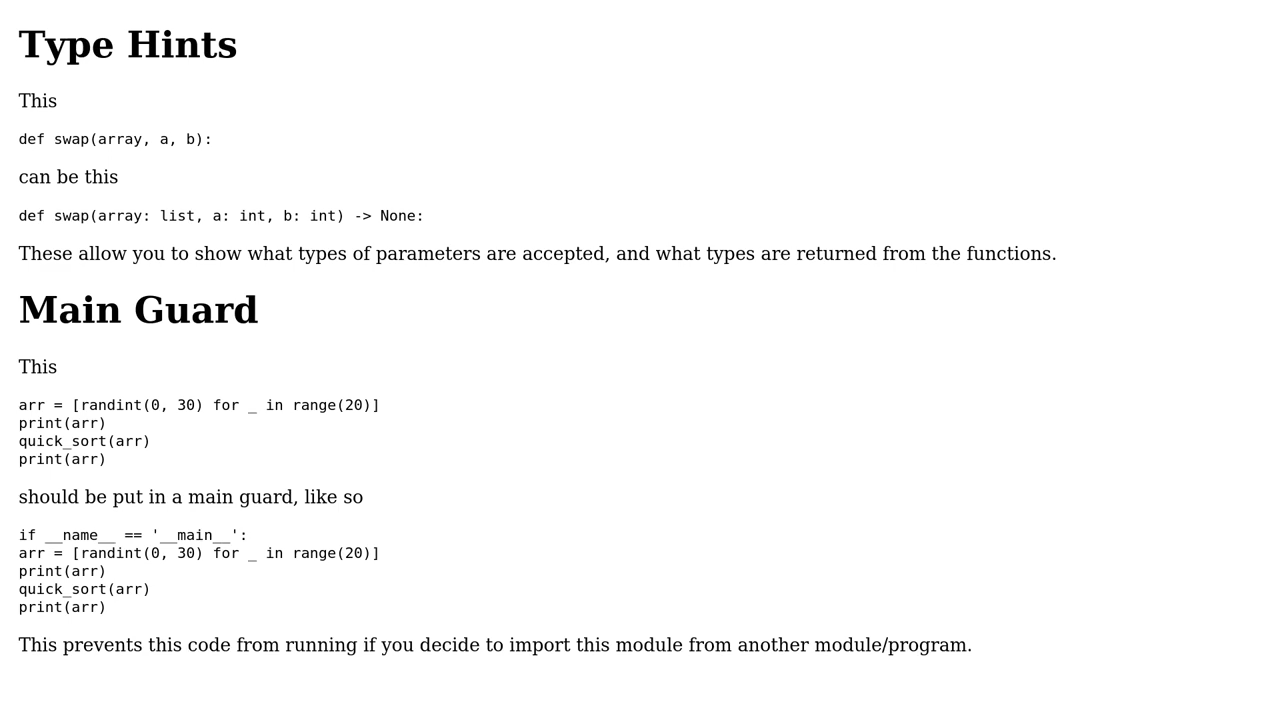 Type Hints
This
def swap(array, a, b):
can be this
def swap(array: list, a: int, b: int) -> None:
These allow you to show what types of parameters are accepted, and what types are returned from the functions.
Main Guard
This
arr = [randint(0, 30) for _ in range(20)]
print(arr)
quick_sort(arr)
print(arr)
should be put in a main guard, like so
if __name__ == '__main__':
arr = [randint(0, 30) for _ in range(20)]
print(arr)
quick_sort(arr)
print(arr)
This prevents this code from running if you decide to import this module from another module/program.